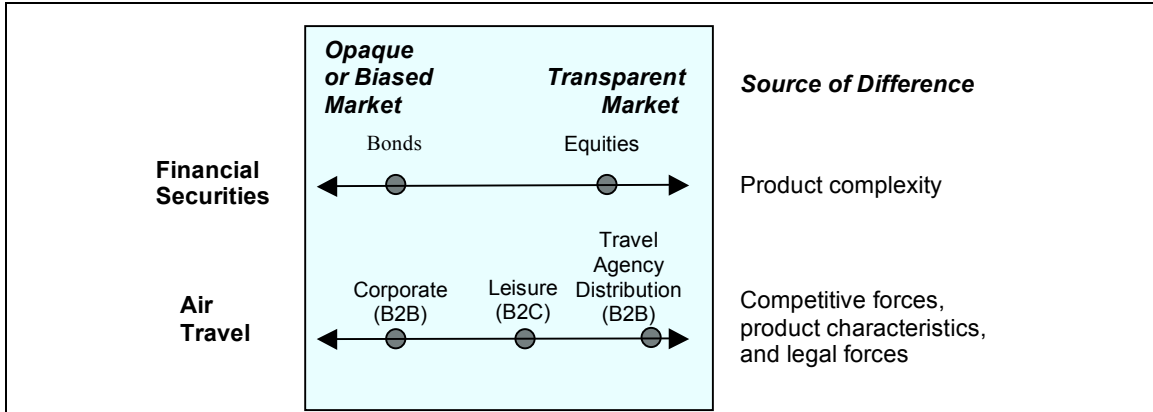 Opaque
or Biased
Market
Transparent
Market
Source of Difference
Bonds
Equities
Financial
Securities
Product complexity
Travel
Agency
Distribution
(B2B)
Leisure
(B2C)
Corporate
(B2B)
Air
Travel
Competitive forces,
product characteristics,
and legal forces